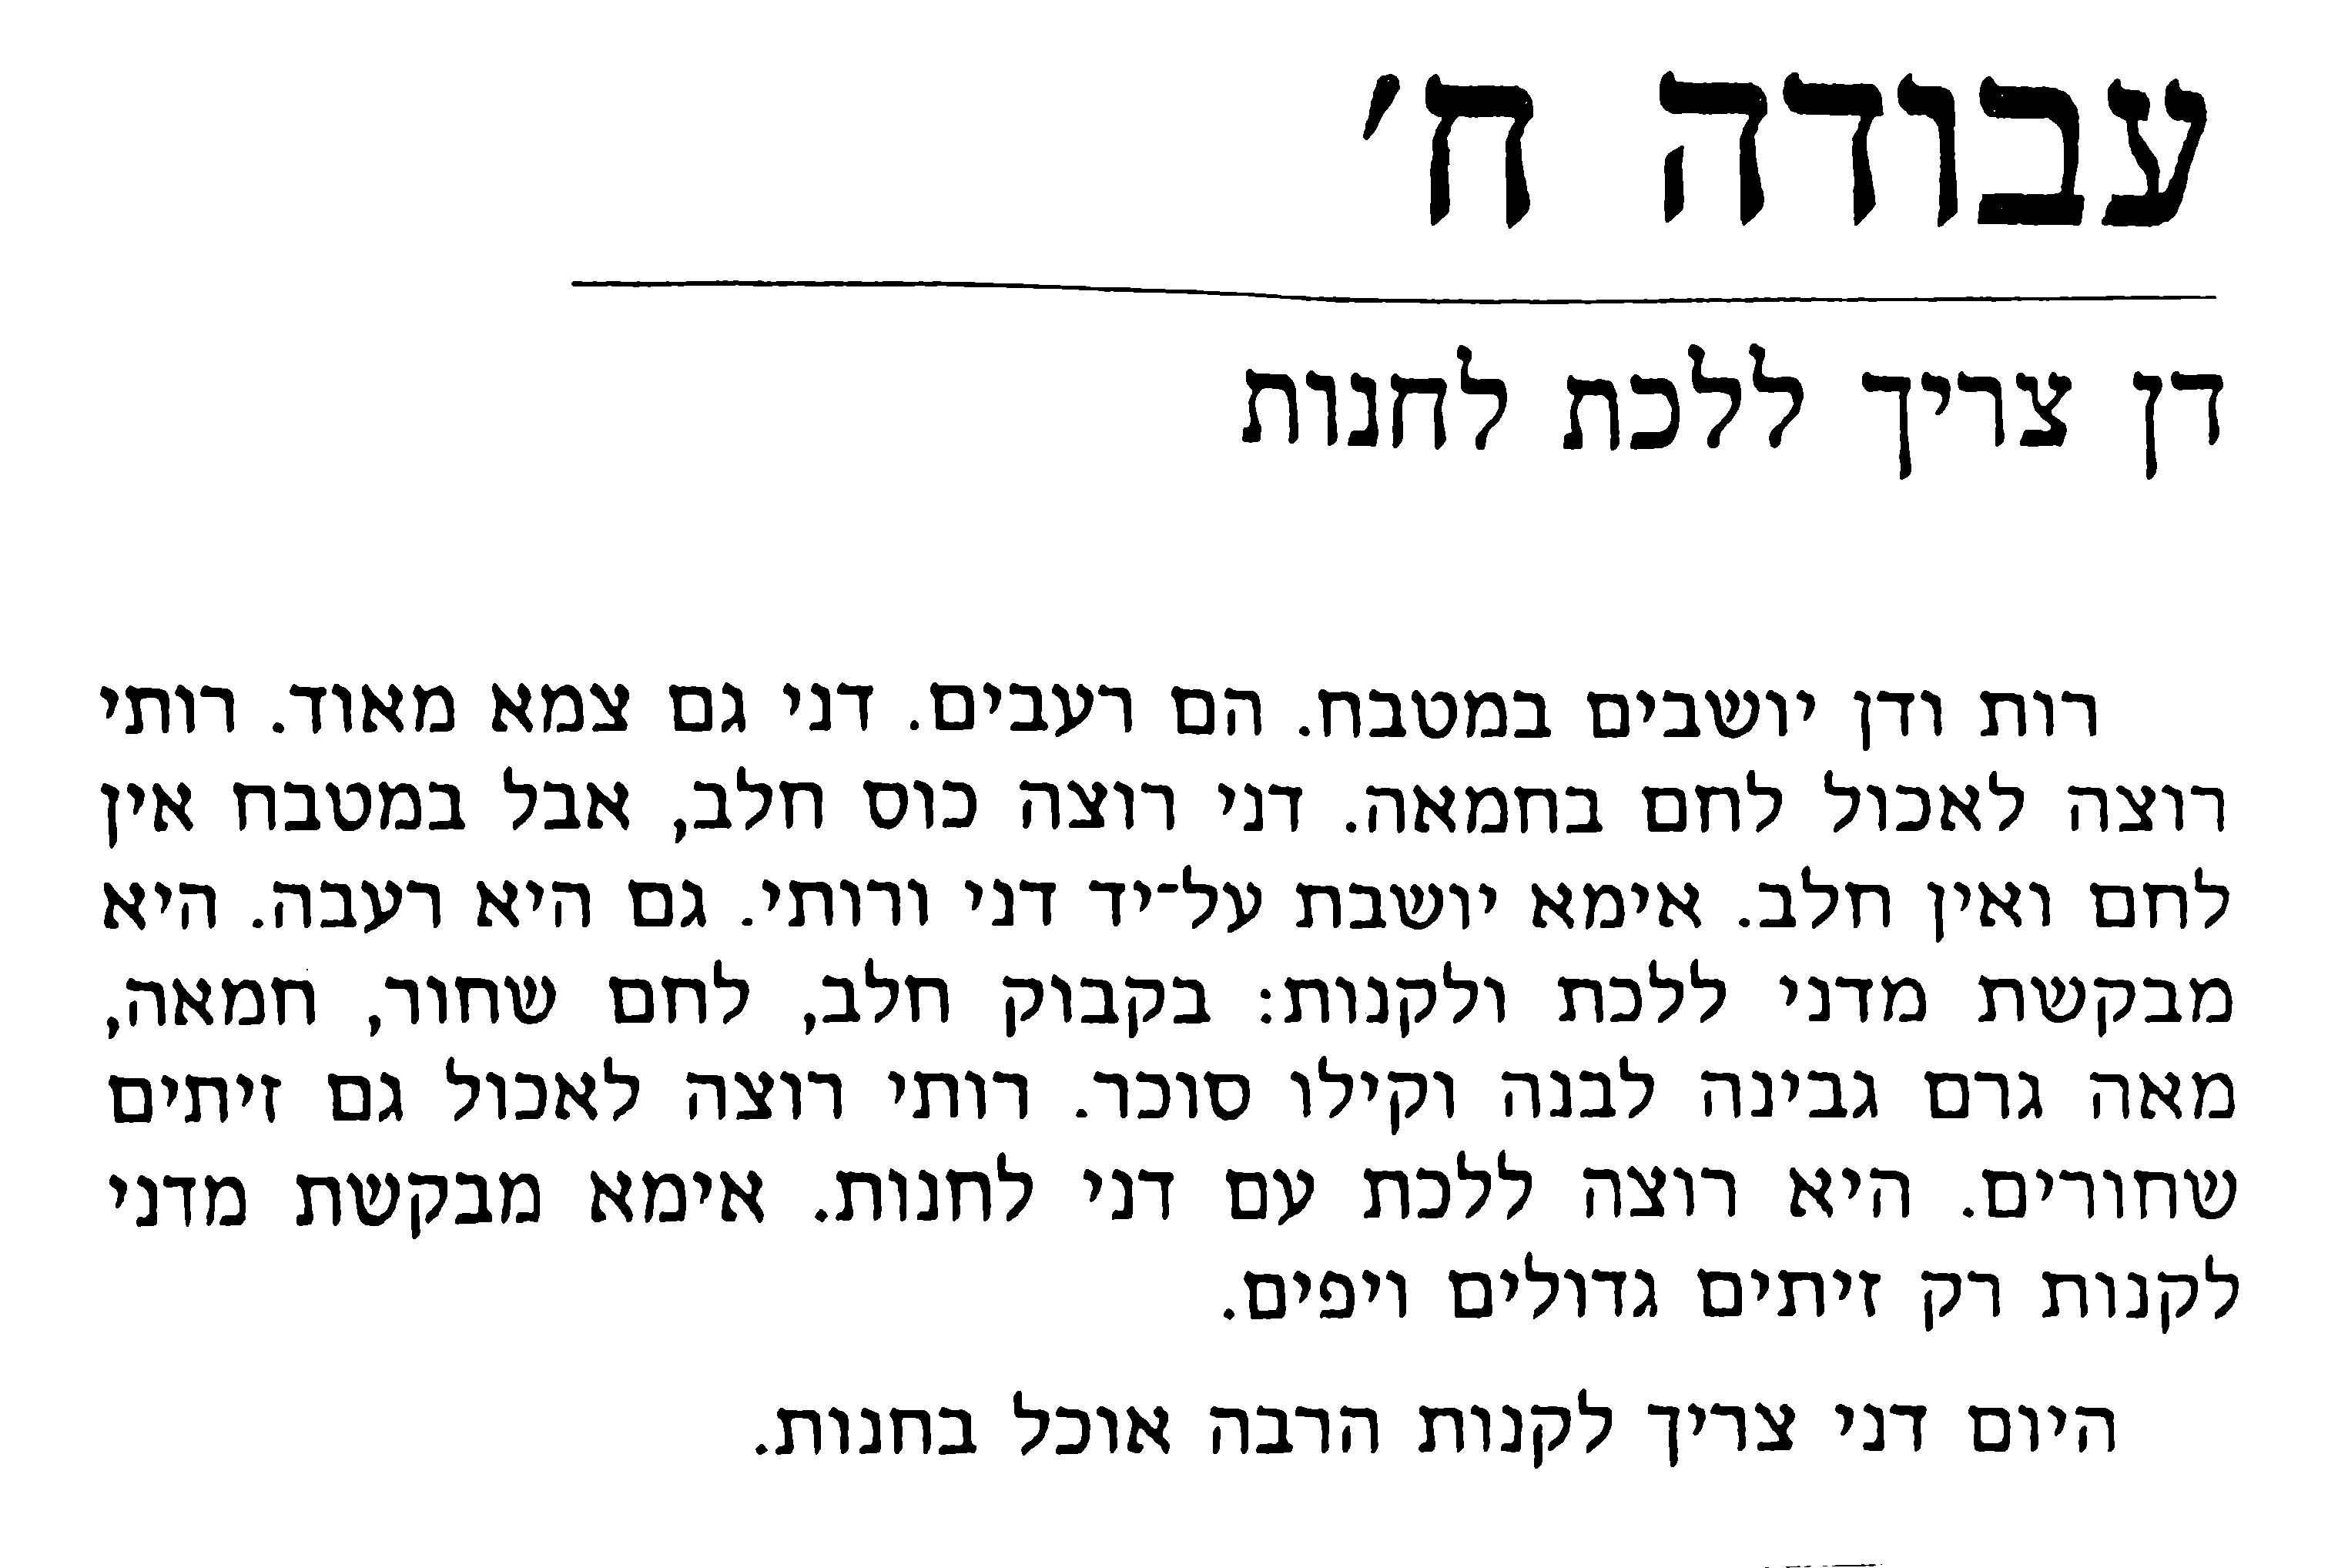 עבודה ח'
דן צריך ללכת לחנות
רות ודן יושבים במטבח. הם רעבים. דני גם צמא מאוד. רותי
רוצה לאכול לחם בחמאה. דני רוצה כוס חלב, אבל במטבח אין
לחם ואין חלב. אימא יושבת על־יד דני ורותי. גם היא רעבה. היא
מבקשת מדני ללכת ולקנות: בקבוק חלב, לחם שחור, חמאה,
מאה גרם גבינה לבנה וקילו סוכר. רותי רוצה לאכול גם זיתים
שחורים. היא רוצה ללכת עם דני לחנות. אימא מבקשת מדני
לקנות רק זיתים גדולים ויפים.
היום דני צריך לקנות הרבה אוכל בחנות.